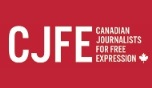 CJFE
CANADIAN
JOURNALISTS
FOR FREE
EXPRESSION